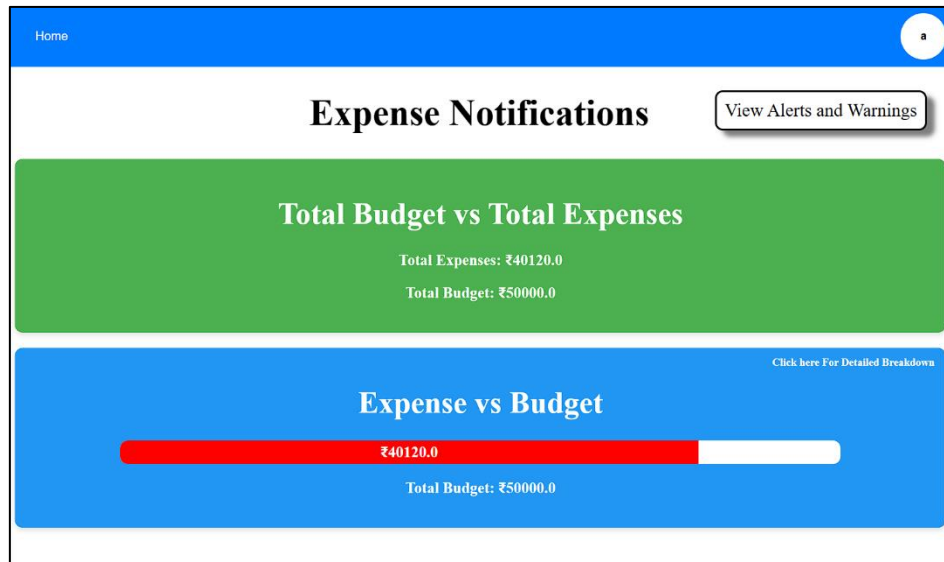 Home
a
Expense Notifications
View Alerts and Warnings
Total Budget vs Total Expenses
Total Expenses: ₹40120.0
Total Budget: ₹50000.0
Click here For Detailed Breakdown
Expense vs Budget
₹40120.0
Total Budget: ₹50000.0